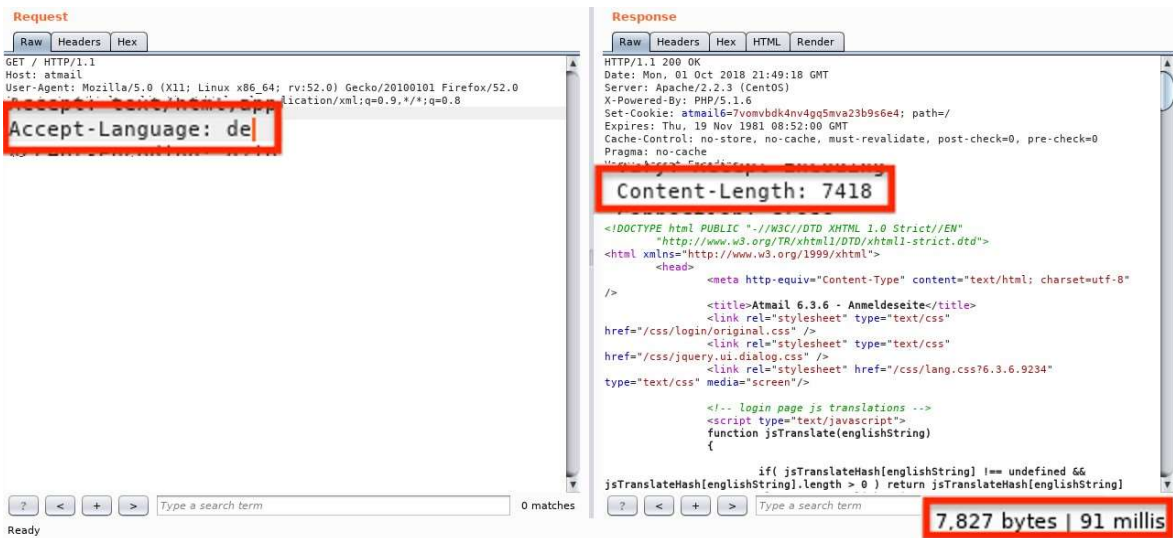 Request
Raw Headers Hex
GET / HTTP/1.1
Host: atmail
User-Agent: Mozilla/5.0 (X11; Linux x86_64; rv:52.0) Gecko/20100101 Firefox/52.0
lication/xml;q=0.9,*/*;q=0.8
Accept-Language: de
? < + > Type a search term 0 matches
Ready
Response
Raw Headers Hex HTML Render
HTTP/1.1 200 OK
Date: Mon, 01 Oct 2018 21:49:18 GMT
Server: Apache/2.2.3 (CentOS)
X-Powered-By: PHP/5.1.6
Set-Cookie: atmail6=7vomvbdk4nv4gq5mva23b9s6e4; path=/
Expires: Thu, 19 Nov 1981 08:52:00 GMT
Cache-Control: no-store, no-cache, must-revalidate, post-check=0, pre-check=0
Pragma: no-cache
Content-Length: 7418
<!DOCTYPE html PUBLIC "-//W3C//DTD XHTML 1.0 Strict//EN"
"http://www.w3.org/TR/xhtml1/DTD/xhtml1-strict.dtd">
<html xmlns="http://www.w3.org/1999/xhtml">
<head>
<meta http-equiv="Content-Type" content="text/html; charset=utf-8"
/>
<title>Atmail 6.3.6 - Anmeldeseite</title>
<link rel="stylesheet" type="text/css"
href="/css/login/original.css" />
<link rel="stylesheet" type="text/css"
href="/css/jquery.ui.dialog.css" />
<link rel="stylesheet" href="/css/lang.css?6.3.6.9234"
type="text/css" media="screen"/>
<!-- login page js translations -->
<script type="text/javascript">
function jsTranslate(englishString)
{
if( jsTranslateHash[englishString] !== undefined &&
jsTranslateHash[englishString].length > 0 ) return jsTranslateHash[englishString]
? < + > Type a search term
7,827 bytes | 91 millis